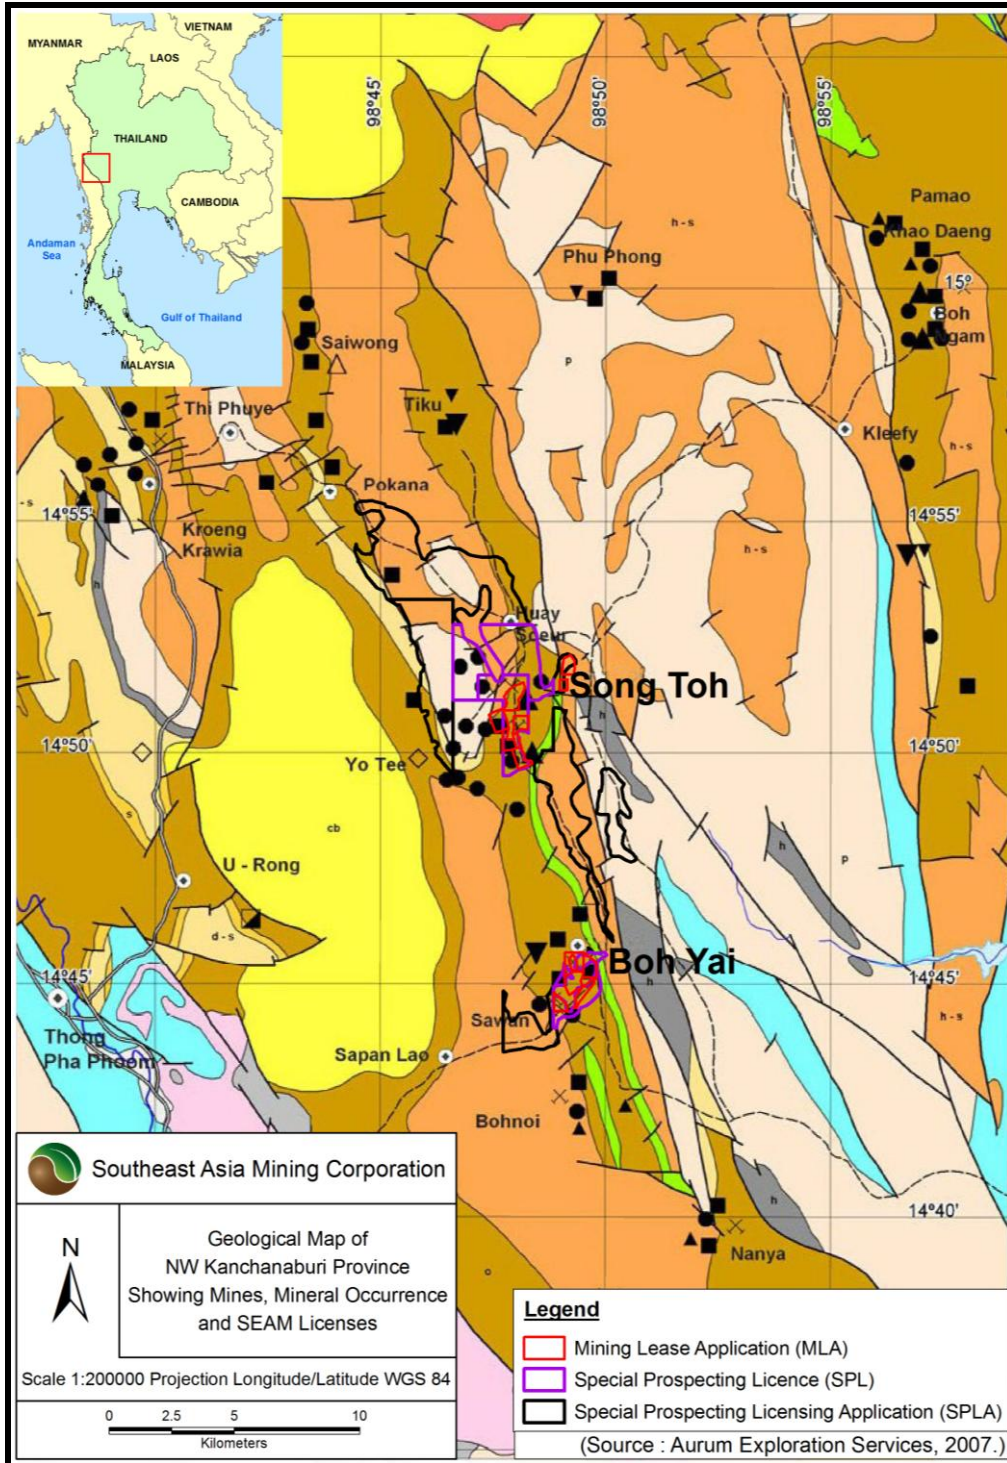 VIETNAM
MYANMAR
LAOS
THAILAND
CAMBODIA
Andaman
Sea
Gulf of Thailand
MALAYSIA
98°45'
98°50'
98°55'
Pamao
Khao Daeng
h - s
Phu Phong
15°
Boh
Ngam
Saiwong
p
Thi Phuye
Tiku
Kleefy
h - s
Pokana
- s
14°55'
14°55'
Kroeng
Krawia
h - s
h
Huay
Song Toh
h
14°50'
14°50'
Yo Tee
s
cb
h
p
U - Rong
d - s
Boh Yai
14°45'
14°45'
h
Sawan
h - s
Thong
Pha Phoem
Sapan Lao
Bohnoi
h
14°40'
Nanya
o
Southeast Asia Mining Corporation
N
Geological Map of
NW Kanchanaburi Province
Showing Mines, Mineral Occurrence
and SEAM Licenses
Scale 1:200000 Projection Longitude/Latitude WGS 84
0 2.5 5 10
Kilometers
Legend
Mining Lease Application (MLA)
Special Prospecting Licence (SPL)
Special Prospecting Licensing Application (SPLA)
(Source : Aurum Exploration Services, 2007.)